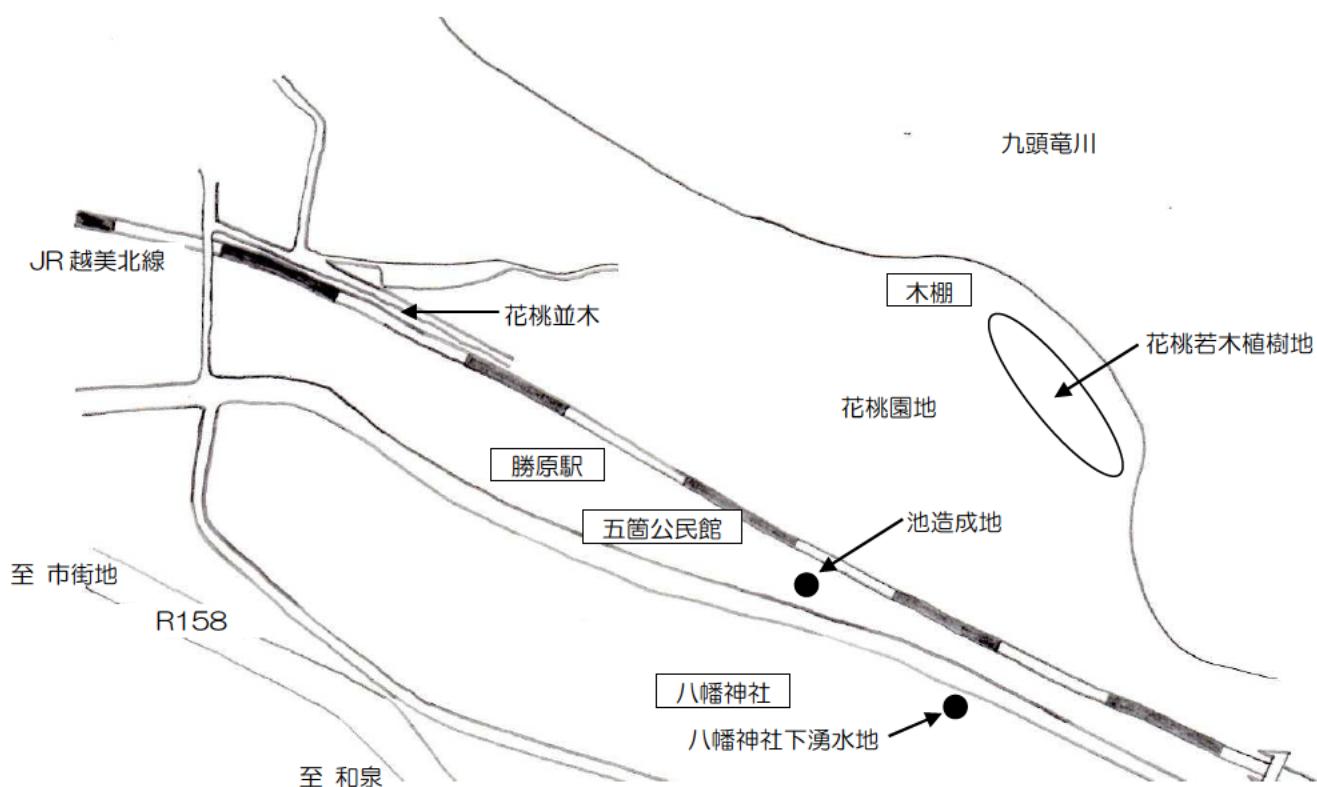 九頭竜川
JR 越美北線
木棚
花桃並木
花桃若木植樹地
花桃園地
勝原駅
五箇公民館
池造成地
至 市街地
R158
八幡神社
八幡神社下湧水地
至 和泉